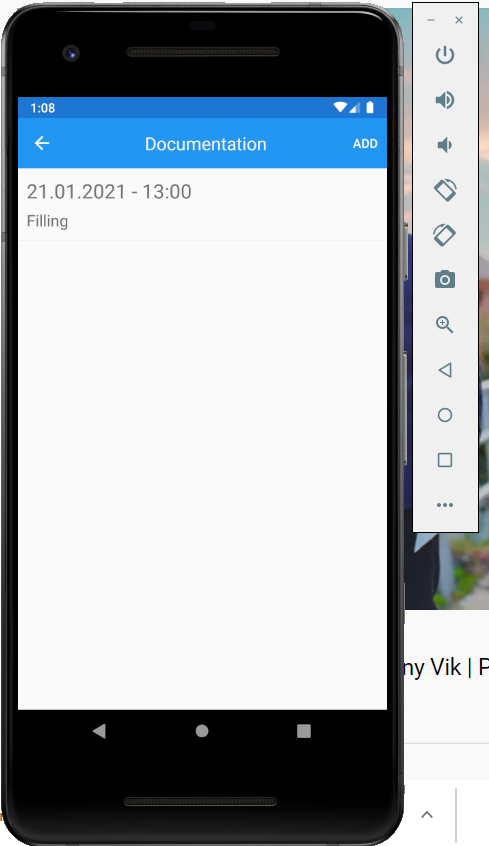 1:08
Documentation
ADD
21.01.2021 - 13:00
Filling
ny Vik | P